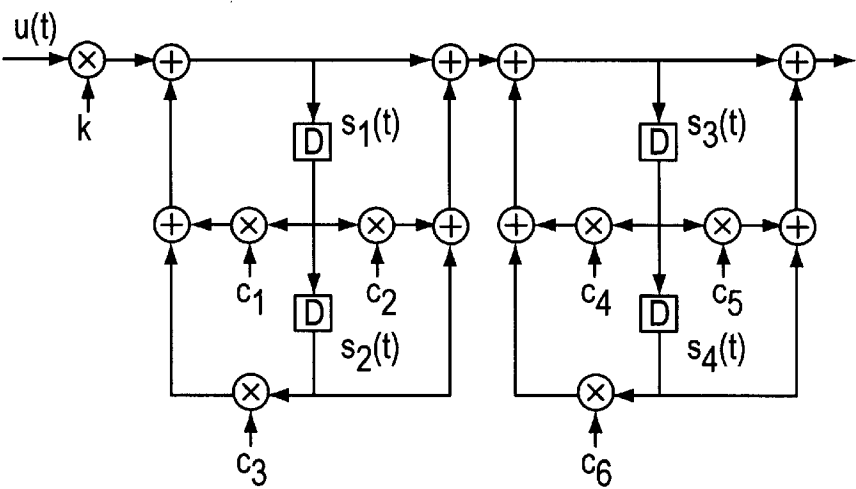 u(t)
k
D s₁(t)
D s₃(t)
c₁ c₂ c₄ c₅
D s₂(t)
D s₄(t)
c₃ c₆